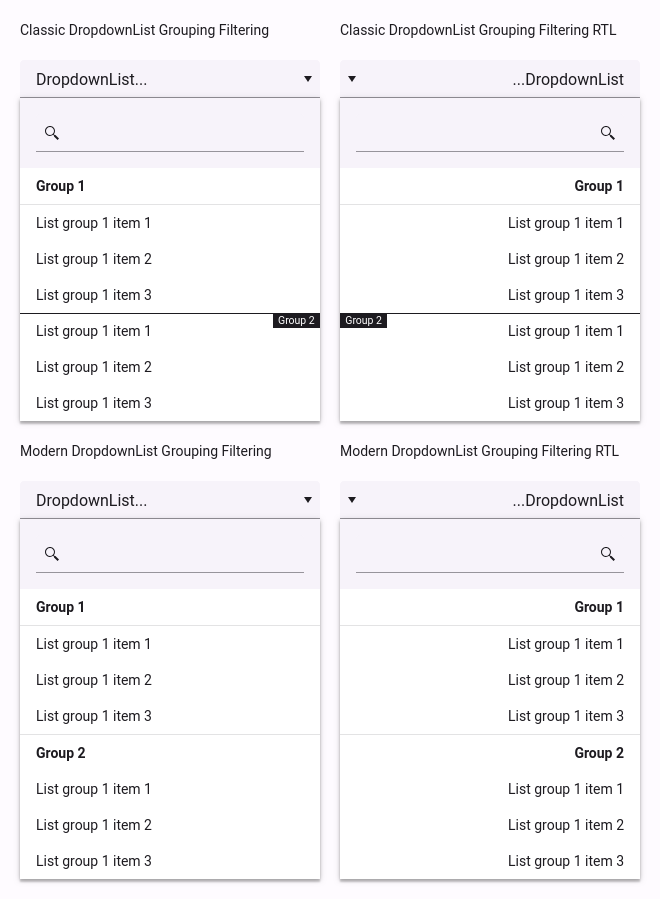 Classic DropdownList Grouping Filtering
DropdownList...
Group 1
List group 1 item 1
List group 1 item 2
List group 1 item 3
Group 2
List group 1 item 1
List group 1 item 2
List group 1 item 3
Classic DropdownList Grouping Filtering RTL
...DropdownList
Group 1
List group 1 item 1
List group 1 item 2
List group 1 item 3
Group 2
List group 1 item 1
List group 1 item 2
List group 1 item 3
Modern DropdownList Grouping Filtering
DropdownList...
Group 1
List group 1 item 1
List group 1 item 2
List group 1 item 3
Group 2
List group 1 item 1
List group 1 item 2
List group 1 item 3
Modern DropdownList Grouping Filtering RTL
...DropdownList
Group 1
List group 1 item 1
List group 1 item 2
List group 1 item 3
Group 2
List group 1 item 1
List group 1 item 2
List group 1 item 3